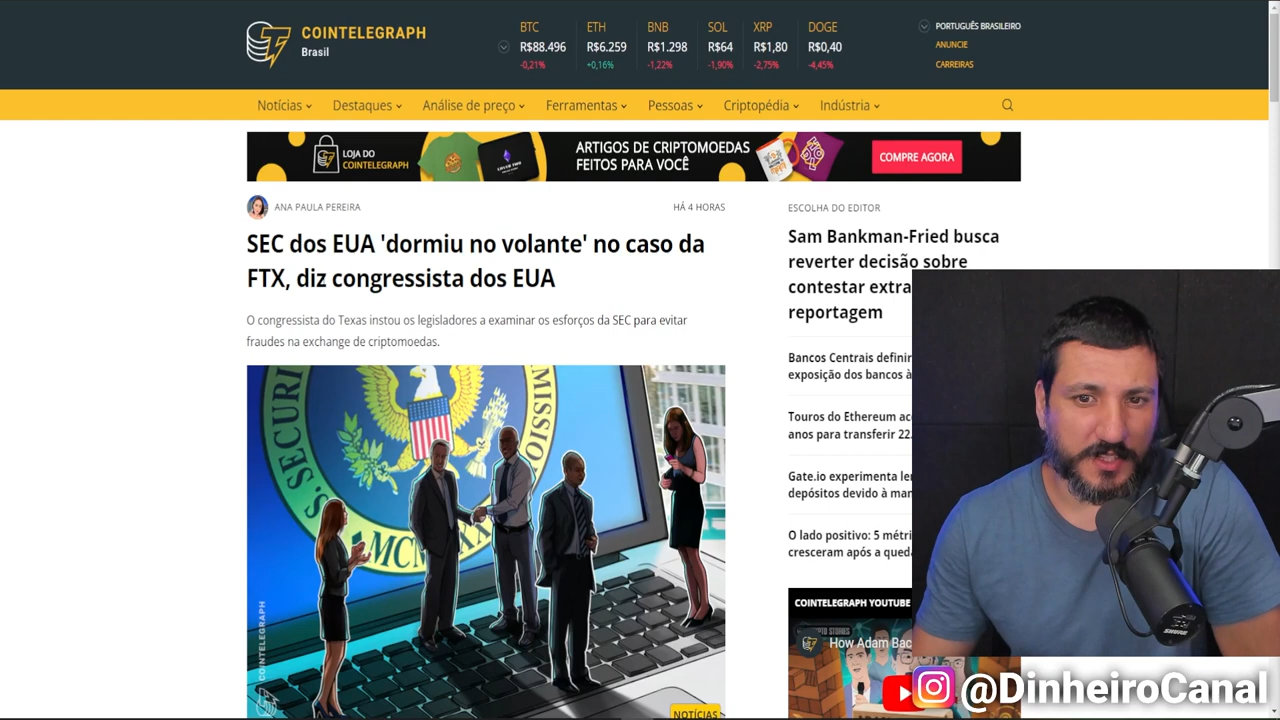 COINTELEGRAPH
Brasil
BTC
R$88.496
-0,21%
ETH
R$6.259
+0,16%
BNB
R$1.298
-1,22%
SOL
R$64
-1,90%
XRP
R$1,80
-2,75%
DOGE
R$0,40
-4,45%
PORTUGUÊS BRASILEIRO
ANUNCIE
CARREIRAS
Notícias
Destaques
Análise de preço
Ferramentas
Pessoas
Criptopédia
Indústria
LOJA DO
COINTELEGRAPH
ARTIGOS DE CRIPTOMOEDAS
FEITOS PARA VOCÊ
COMPRE AGORA
ANA PAULA PEREIRA
HÁ 4 HORAS
SEC dos EUA 'dormiu no volante' no caso da
FTX, diz congressista dos EUA
O congressista do Texas instou os legisladores a examinar os esforços da SEC para evitar
fraudes na exchange de criptomoedas.
COINTELEGRAPH
NOTÍCIAS
ESCOLHA DO EDITOR
Sam Bankman-Fried busca
reverter decisão sobre
contestar extra
reportagem
Bancos Centrais definir
exposição dos bancos à
Touros do Ethereum ac
anos para transferir 22.
Gate.io experimenta ler
depósitos devido à mar
O lado positivo: 5 métri
cresceram após a queda
COINTELEGRAPH YOUTUBE
How Adam Bac
SHURE
@DinheiroCanal